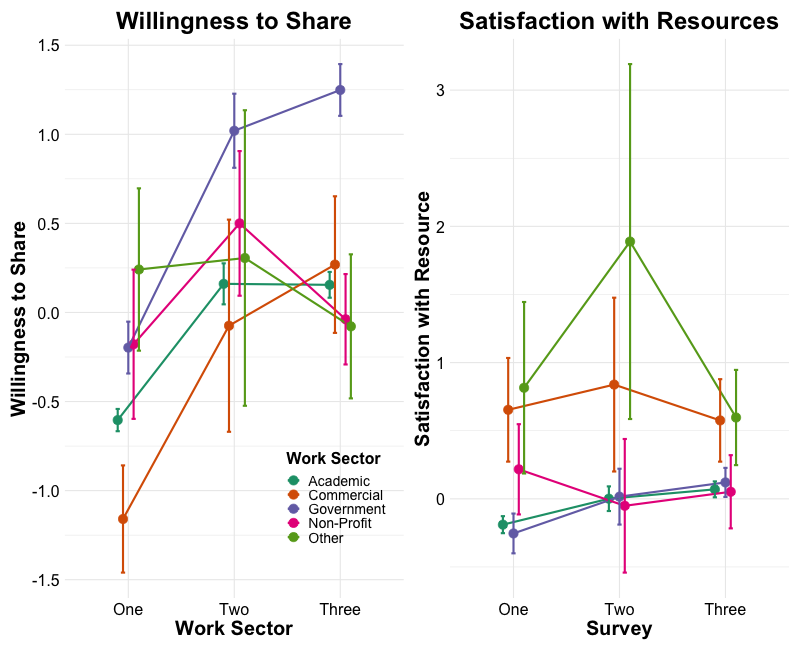 Willingness to Share
Willingness to Share
1.5
1.0
0.5
0.0
-0.5
-1.0
-1.5
One Two Three
Work Sector
Work Sector
Academic
Commercial
Government
Non-Profit
Other
Satisfaction with Resources
Satisfaction with Resource
3
2
1
0
One Two Three
Survey